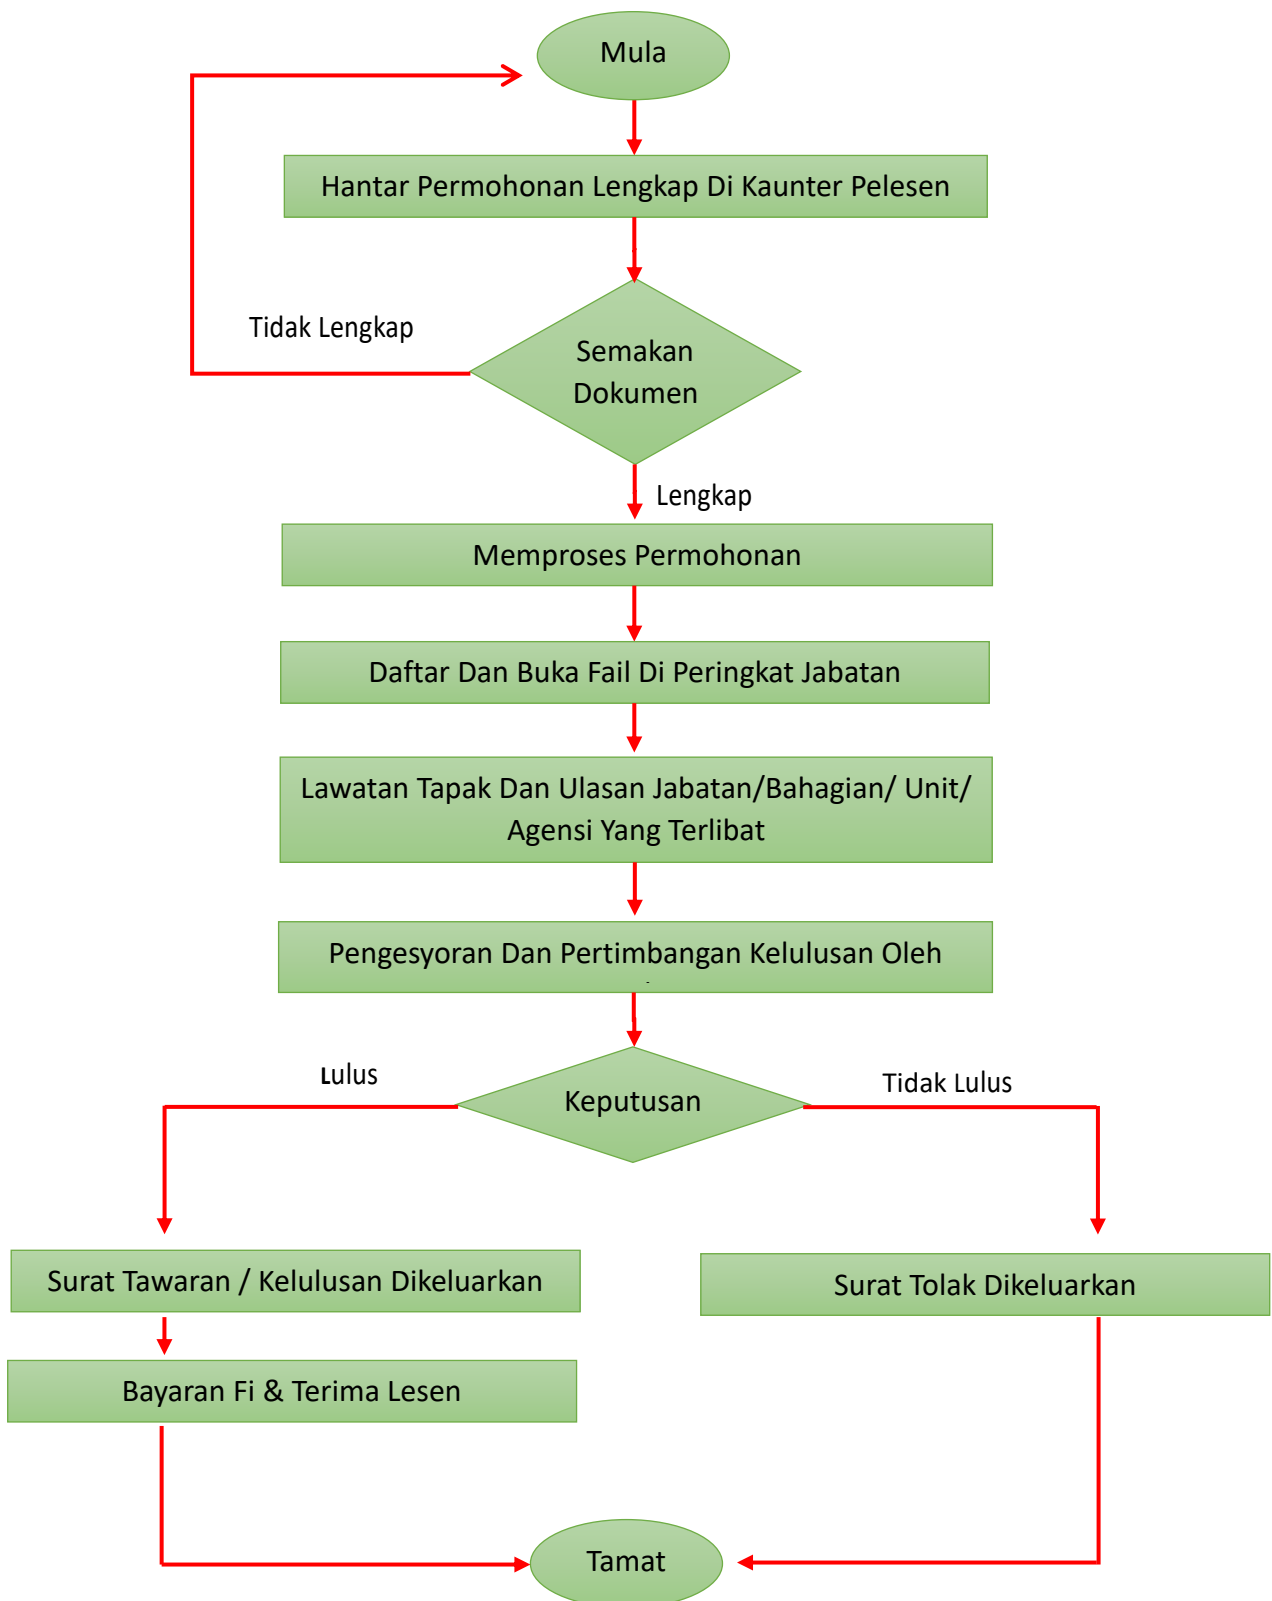 Mula
Hantar Permohonan Lengkap Di Kaunter Pelesen
Tidak Lengkap
Semakan
Dokumen
Lengkap
Memproses Permohonan
Daftar Dan Buka Fail Di Peringkat Jabatan
Lawatan Tapak Dan Ulasan Jabatan/Bahagian/ Unit/
Agensi Yang Terlibat
Pengesyoran Dan Pertimbangan Kelulusan Oleh
Lulus
Tidak Lulus
Keputusan
Surat Tawaran / Kelulusan Dikeluarkan
Surat Tolak Dikeluarkan
Bayaran Fi & Terima Lesen
Tamat